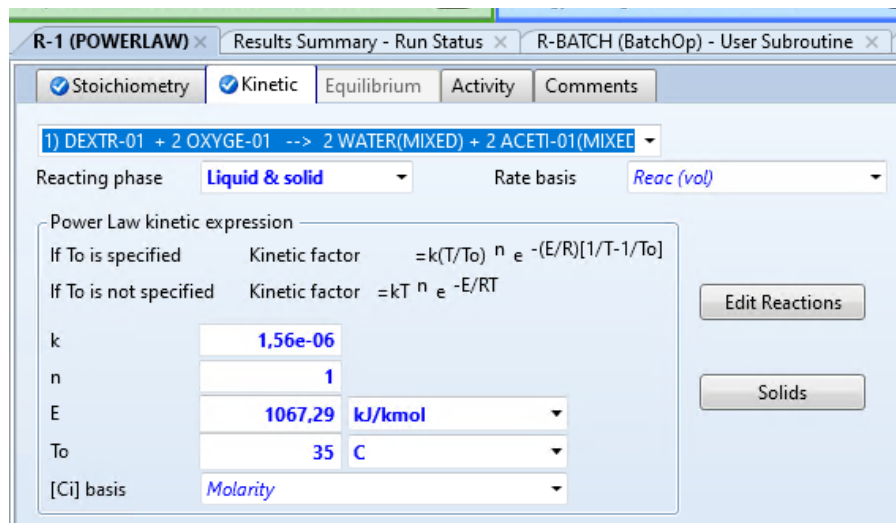 R-1 (POWERLAW) × Results Summary - Run Status × R-BATCH (BatchOp) - User Subroutine ×
Stoichiometry Kinetic Equilibrium Activity Comments
1) DEXTR-01 + 2 OXYGE-01 --> 2 WATER(MIXED) + 2 ACETI-01(MIXED
Reacting phase Liquid & solid Rate basis Reac (vol)
Power Law kinetic expression
If To is specified Kinetic factor =k(T/To) n e -(E/R)[1/T-1/To]
If To is not specified Kinetic factor =kT n e -E/RT
Edit Reactions
k 1,56e-06
n 1
Solids
E 1067,29 kJ/kmol
To 35 C
[Ci] basis Molarity